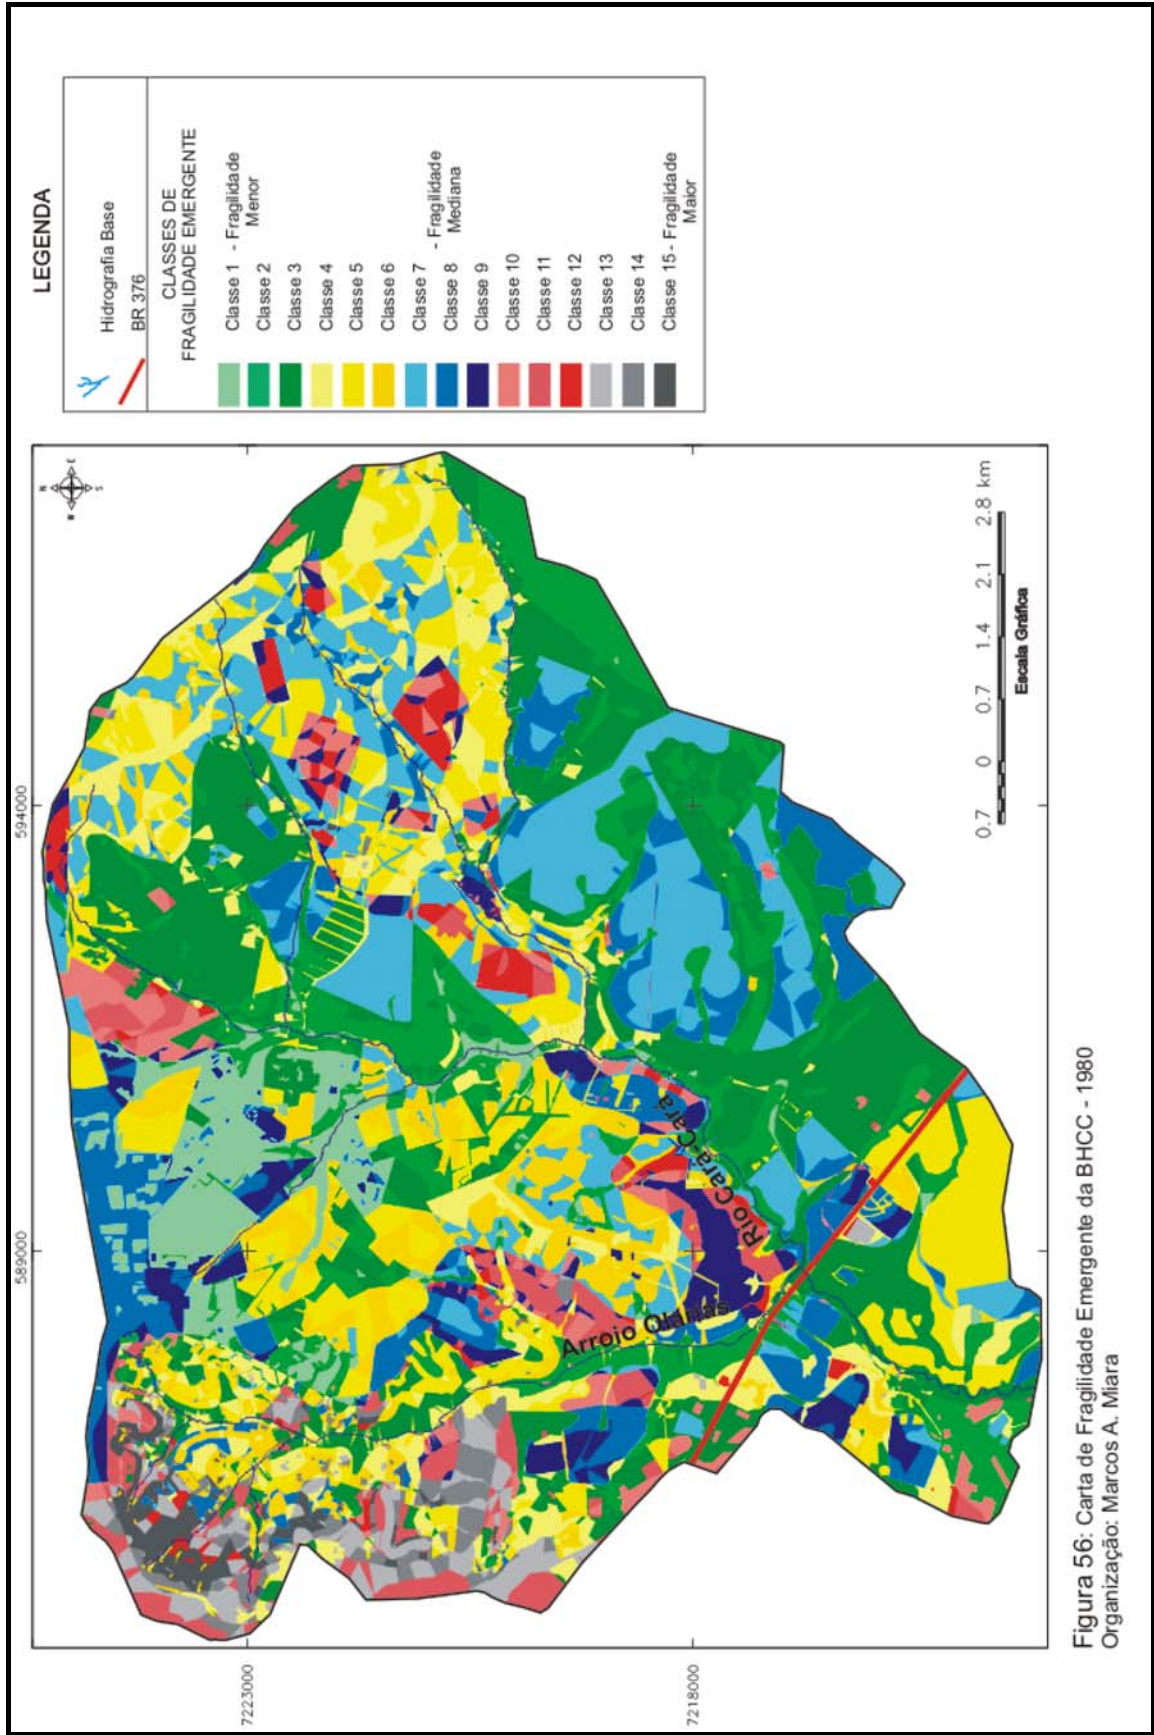 LEGENDA
Hidrografia Base
BR 376
CLASSES DE
FRAGILIDADE EMERGENTE
Classe 1 - Fragilidade
Menor
Classe 2
Classe 3
Classe 4
Classe 5
Classe 6
Classe 7 - Fragilidade
Mediana
Classe 8
Classe 9
Classe 10
Classe 11
Classe 12
Classe 13
Classe 14
Classe 15 - Fragilidade
Maior
N
E
S
W
589000
594000
7223000
7218000
Rio Cará-Cará
Arroio Olarias
0.7 0 0.7 1.4 2.1 2.8 km
Escala Gráfica
Figura 56: Carta de Fragilidade Emergente da BHCC - 1980
Organização: Marcos A. Miara